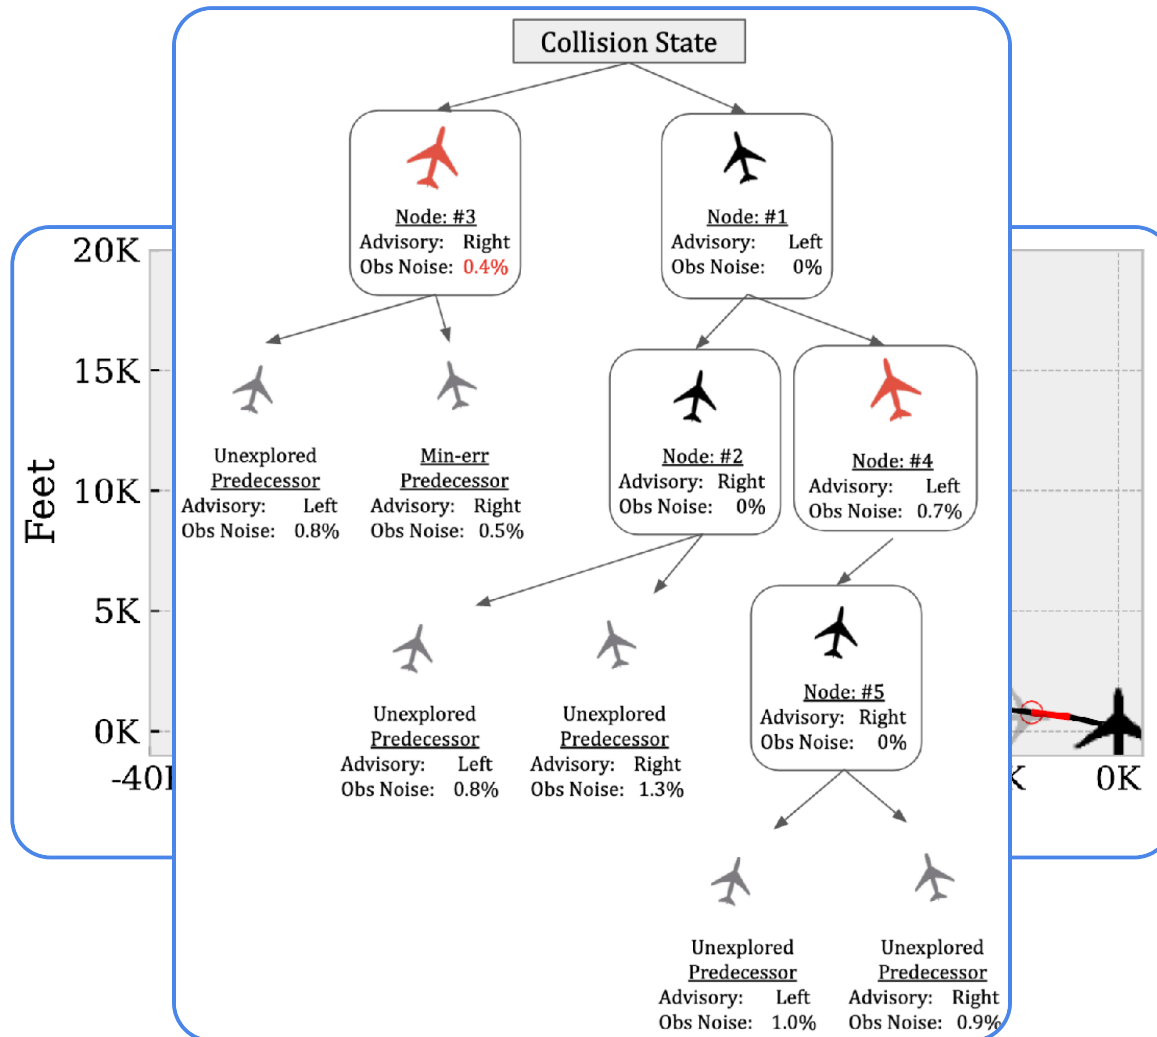 Collision State
Node: #3
Advisory: Right
Obs Noise: 0.4%
Node: #1
Advisory: Left
Obs Noise: 0%
Unexplored
Predecessor
Advisory: Left
Obs Noise: 0.8%
Min-err
Predecessor
Advisory: Right
Obs Noise: 0.5%
Node: #2
Advisory: Right
Obs Noise: 0%
Node: #4
Advisory: Left
Obs Noise: 0.7%
Unexplored
Predecessor
Advisory: Left
Obs Noise: 0.8%
Unexplored
Predecessor
Advisory: Right
Obs Noise: 1.3%
Node: #5
Advisory: Right
Obs Noise: 0%
Unexplored
Predecessor
Advisory: Left
Obs Noise: 1.0%
Unexplored
Predecessor
Advisory: Right
Obs Noise: 0.9%
20K
15K
10K
5K
0K
Feet
0K